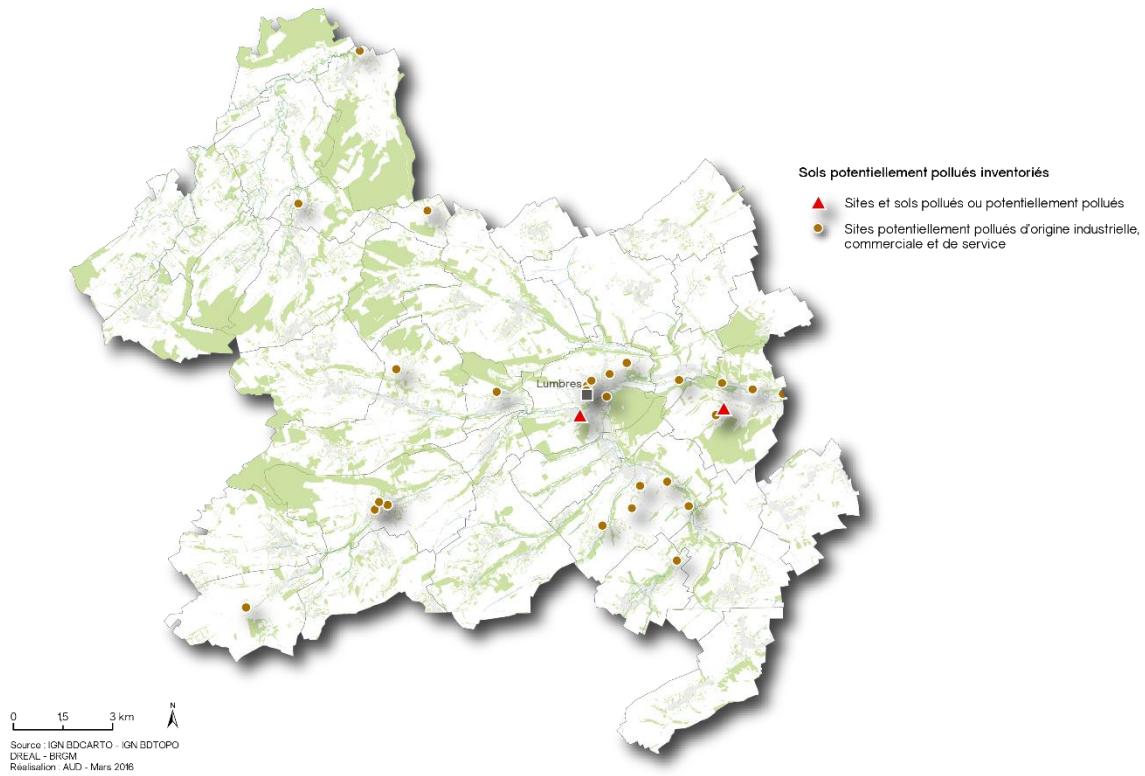 Sols potentiellement pollués inventoriés
Sites et sols pollués ou potentiellement pollués
Sites potentiellement pollués d'origine industrielle,
commerciale et de service
Lumbres
0 1,5 3 km
N
Source : IGN BDCARTO - IGN BDTOPO
DREAL - BRGM
Réalisation : AUD - Mars 2016